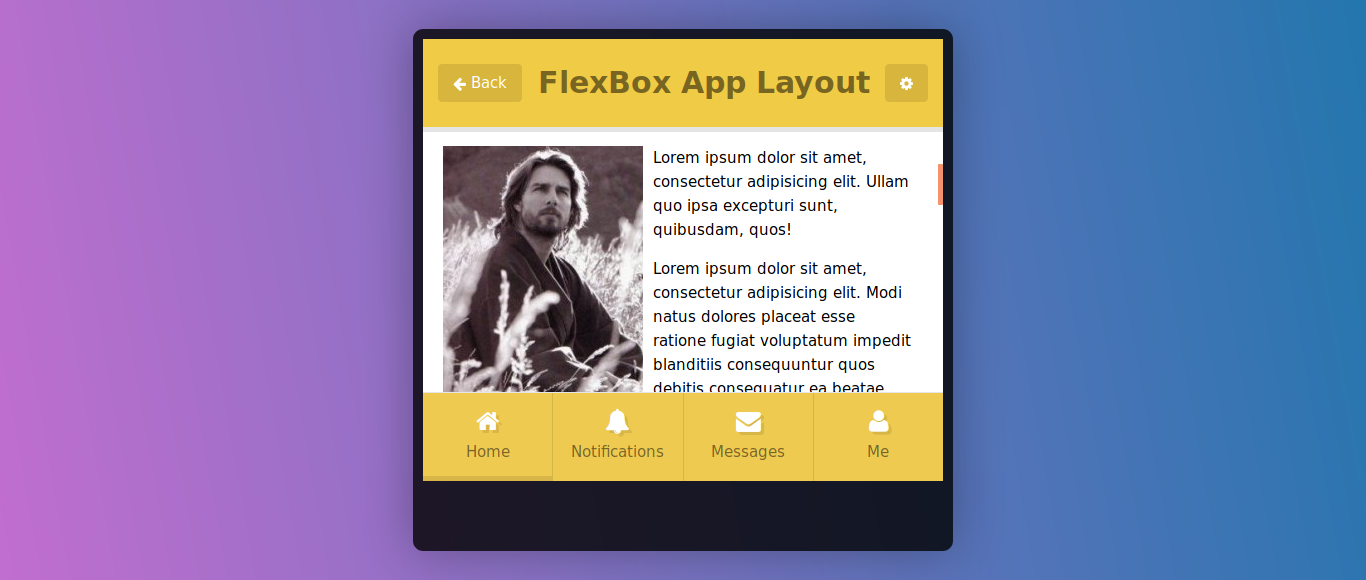 Back
FlexBox App Layout
Lorem ipsum dolor sit amet,
consectetur adipisicing elit. Ullam
quo ipsa excepturi sunt,
quibusdam, quos!
Lorem ipsum dolor sit amet,
consectetur adipisicing elit. Modi
natus dolores placeat esse
ratione fugiat voluptatum impedit
blanditiis consequuntur quos
debitis consequatur ea beatae
Home
Notifications
Messages
Me